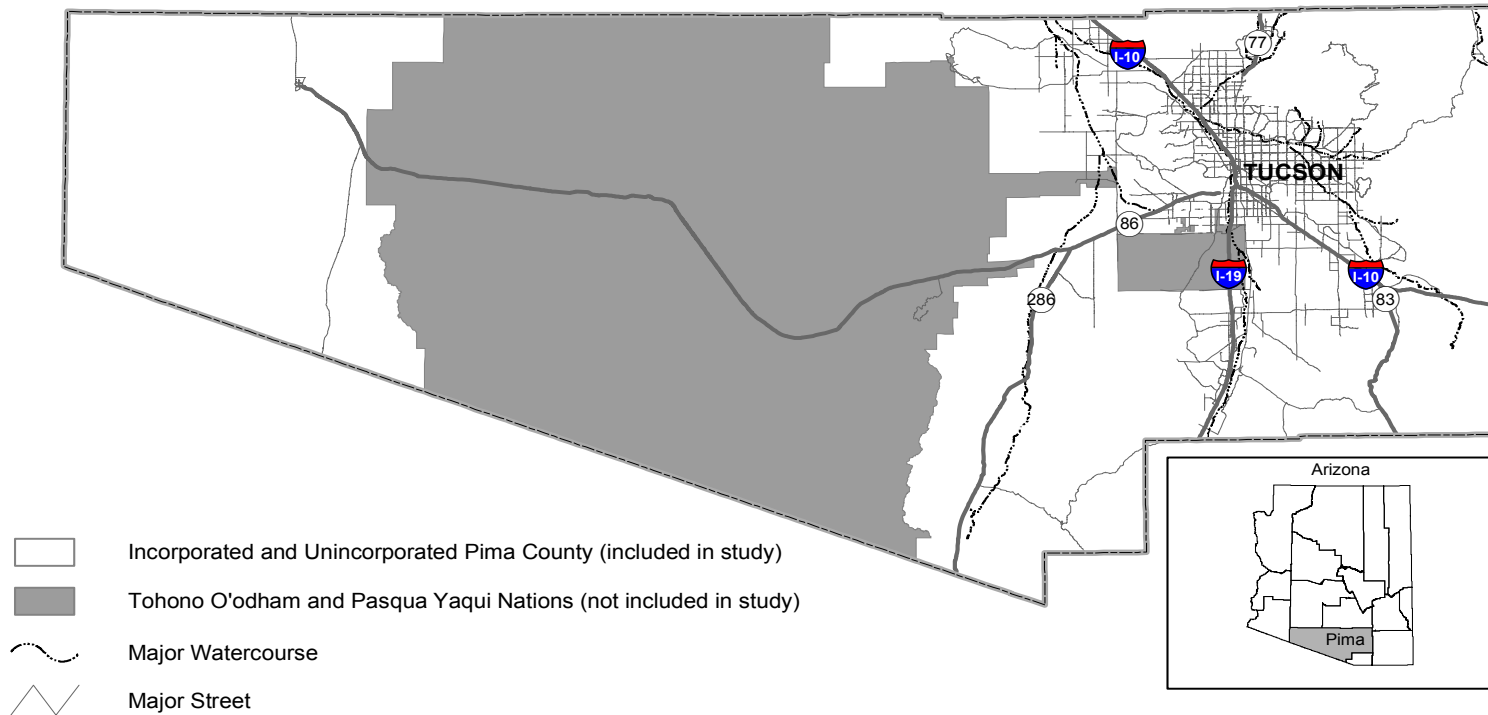 I-10
77
TUCSON
86
I-19
I-10
286
83
Arizona
Pima
Incorporated and Unincorporated Pima County (included in study)
Tohono O'odham and Pasqua Yaqui Nations (not included in study)
Major Watercourse
Major Street